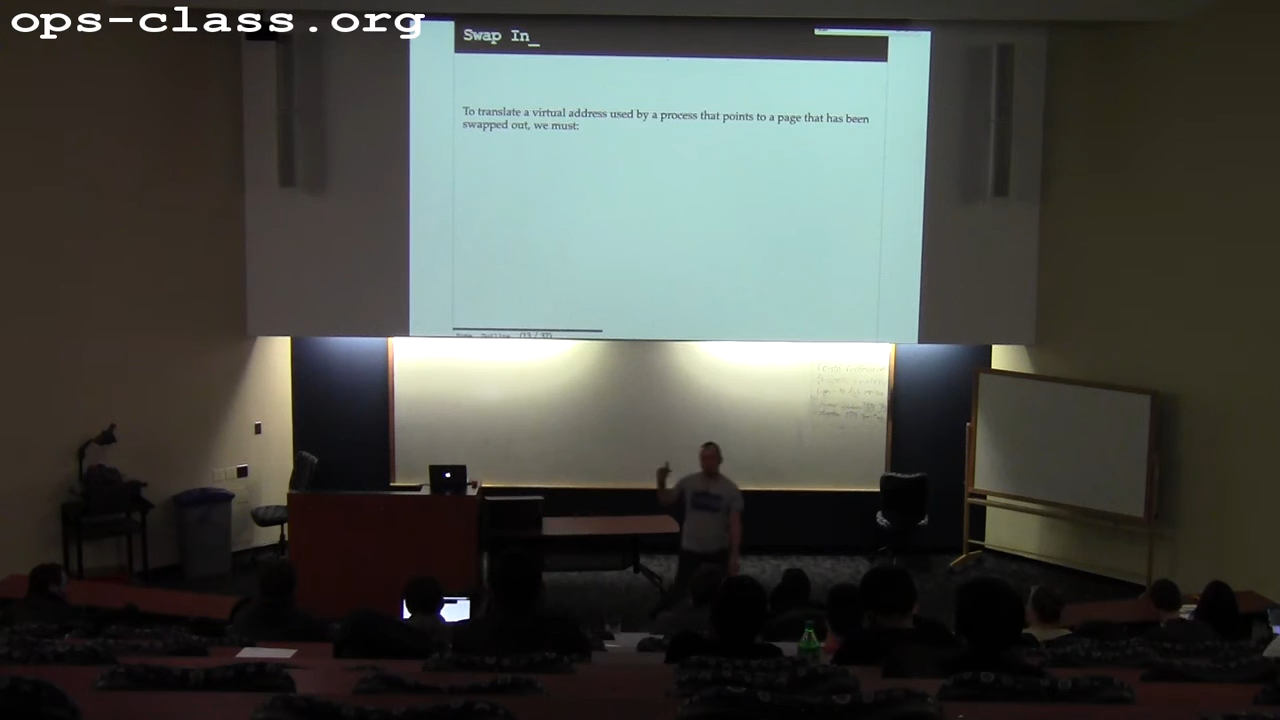 ops-class.org
Swap In_
To translate a virtual address used by a process that points to a page that has been
swapped out, we must: